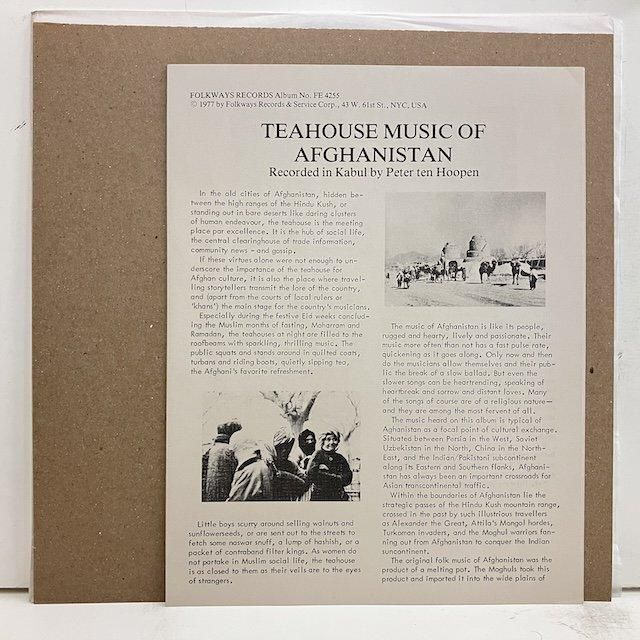 FOLKWAYS RECORDS Album No. FE 4255
© 1977 by Folkways Records & Service Corp., 43 W. 61st St., NYC, USA
TEAHOUSE MUSIC OF
AFGHANISTAN
Recorded in Kabul by Peter ten Hoopen
In the old cities of Afghanistan, hidden be-
tween the high ranges of the Hindu Kush, or
standing out in bare deserts like daring clusters
of human endeavour, the teahouse is the meeting
place par excellence. It is the hub of social life,
the central clearinghouse of trade information,
community news - and gossip.
If these virtues alone were not enough to un-
derscore the importance of the teahouse for
Afghan culture, it is also the place where travel-
ling storytellers transmit the lore of the country,
and (apart from the courts of local rulers or
'khans') the main stage for the country's musicians.
Especially during the festive Eid weeks conclud-
ing the Muslim months of fasting, Moharram and
Ramadan, the teahouses at night are filled to the
roofbeams with sparkling, thrilling music. The
public squats and stands around in quilted coats,
turbans and riding boots, quietly sipping tea,
the Afghani's favorite refreshment.
Little boys scurry around selling walnuts and
sunflowerseeds, or are sent out to the streets to
fetch some naswar snuff, a lump of hashish, or a
packet of contraband filter kings. As women do
not partake in Muslim social life, the teahouse
is as closed to them as their veils are to the eyes
of strangers.
The music of Afghanistan is like its people,
rugged and hearty, lively and passionate. Their
music more often than not has a fast pulse rate,
quickening as it goes along. Only now and then
do the musicians allow themselves and their pub-
lic the break of a slow ballad. But even the
slower songs can be heartrending, speaking of
heartbreak and sorrow and distant loves. Many
of the songs of course are of a religious nature—
and they are among the most fervent of all.
The music heard on this album is typical of
Aghanistan as a focal point of cultural exchange.
Situated between Persia in the West, Soviet
Uzbekistan in the North, China in the North-
East, and the Indian/Pakistani subcontinent
along its Eastern and Southern flanks, Afghani-
stan has always been an important crossroads for
Asian transcontinental traffic.
Within the boundaries of Afghanistan lie the
strategic passes of the Hindu Kush mountain range,
crossed in the past by such illustrious travellers
as Alexander the Great, Attila's Mongol hordes,
Turkoman invaders, and the Moghul warriors fan-
ning out from Afghanistan to conquer the Indian
suncontinent.
The original folk music of Afghanistan was the
product of a melting pot. The Moghuls took this
product and imported it into the wide plains of